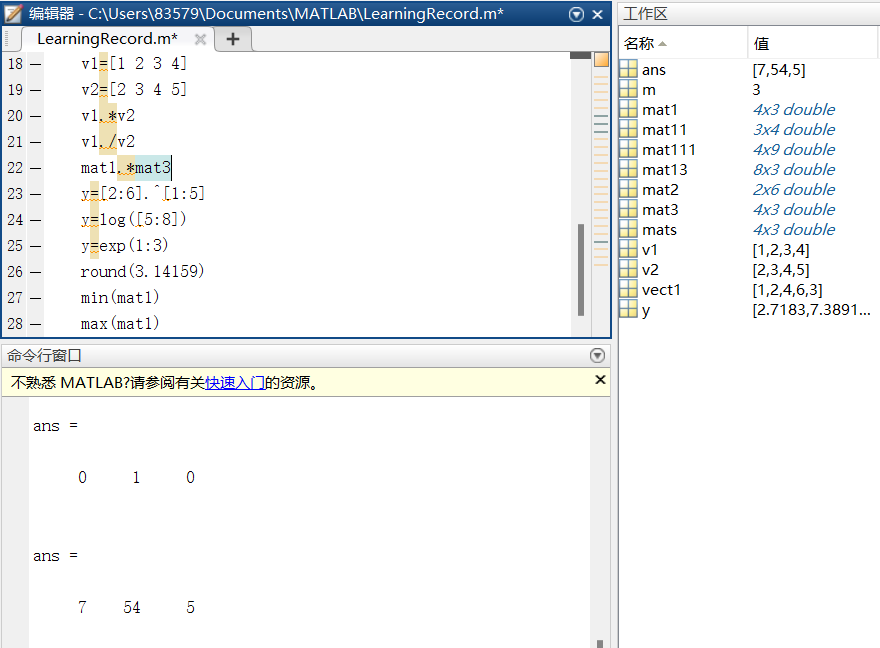 编辑器 - C:\Users\83579\Documents\MATLAB\LearningRecord.m*
LearningRecord.m*
18 — v1=[1 2 3 4]
19 — v2=[2 3 4 5]
20 — v1.*v2
21 — v1./v2
22 — mat1.*mat3
23 — y=[2:6].^[1:5]
24 — y=log([5:8])
25 — y=exp(1:3)
26 — round(3.14159)
27 — min(mat1)
28 — max(mat1)
命令行窗口
不熟悉 MATLAB?请参阅有关快速入门的资源。
ans =
0 1 0
ans =
7 54 5
工作区
名称 值
ans [7,54,5]
m 3
mat1 4x3 double
mat11 3x4 double
mat111 4x9 double
mat13 8x3 double
mat2 2x6 double
mat3 4x3 double
mats 4x3 double
v1 [1,2,3,4]
v2 [2,3,4,5]
vect1 [1,2,4,6,3]
y [2.7183,7.3891...